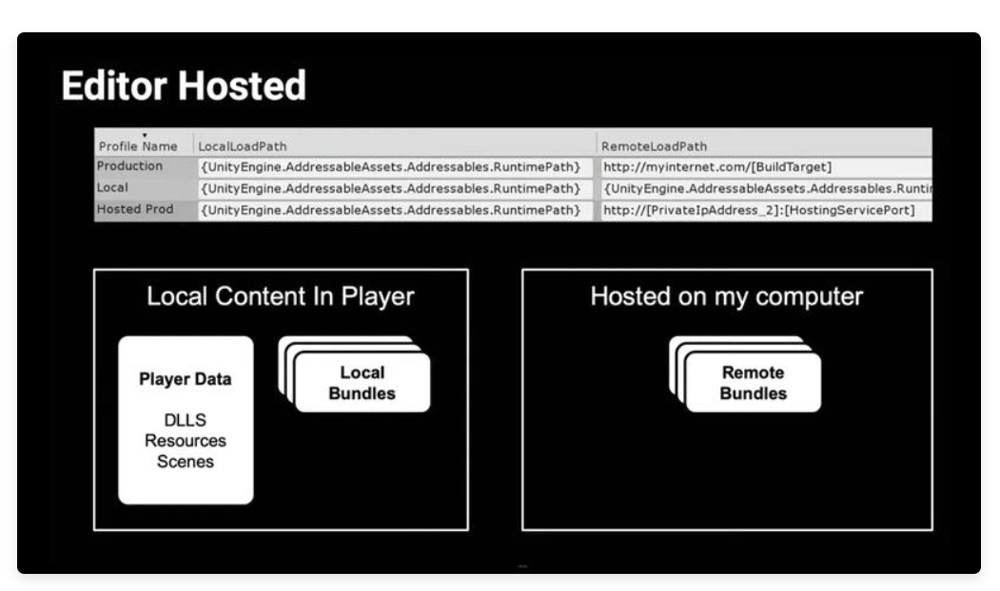 Editor Hosted
Profile Name LocalLoadPath RemoteLoadPath
Production {UnityEngine.AddressableAssets.Addressables.RuntimePath} http://myinternet.com/[BuildTarget]
Local {UnityEngine.AddressableAssets.Addressables.RuntimePath} {UnityEngine.AddressableAssets.Addressables.Runtin
Hosted Prod {UnityEngine.AddressableAssets.Addressables.RuntimePath} http://[PrivateIpAddress_2]:[HostingServicePort]
Local Content In Player
Player Data
DLLS
Resources
Scenes
Local
Bundles
Hosted on my computer
Remote
Bundles